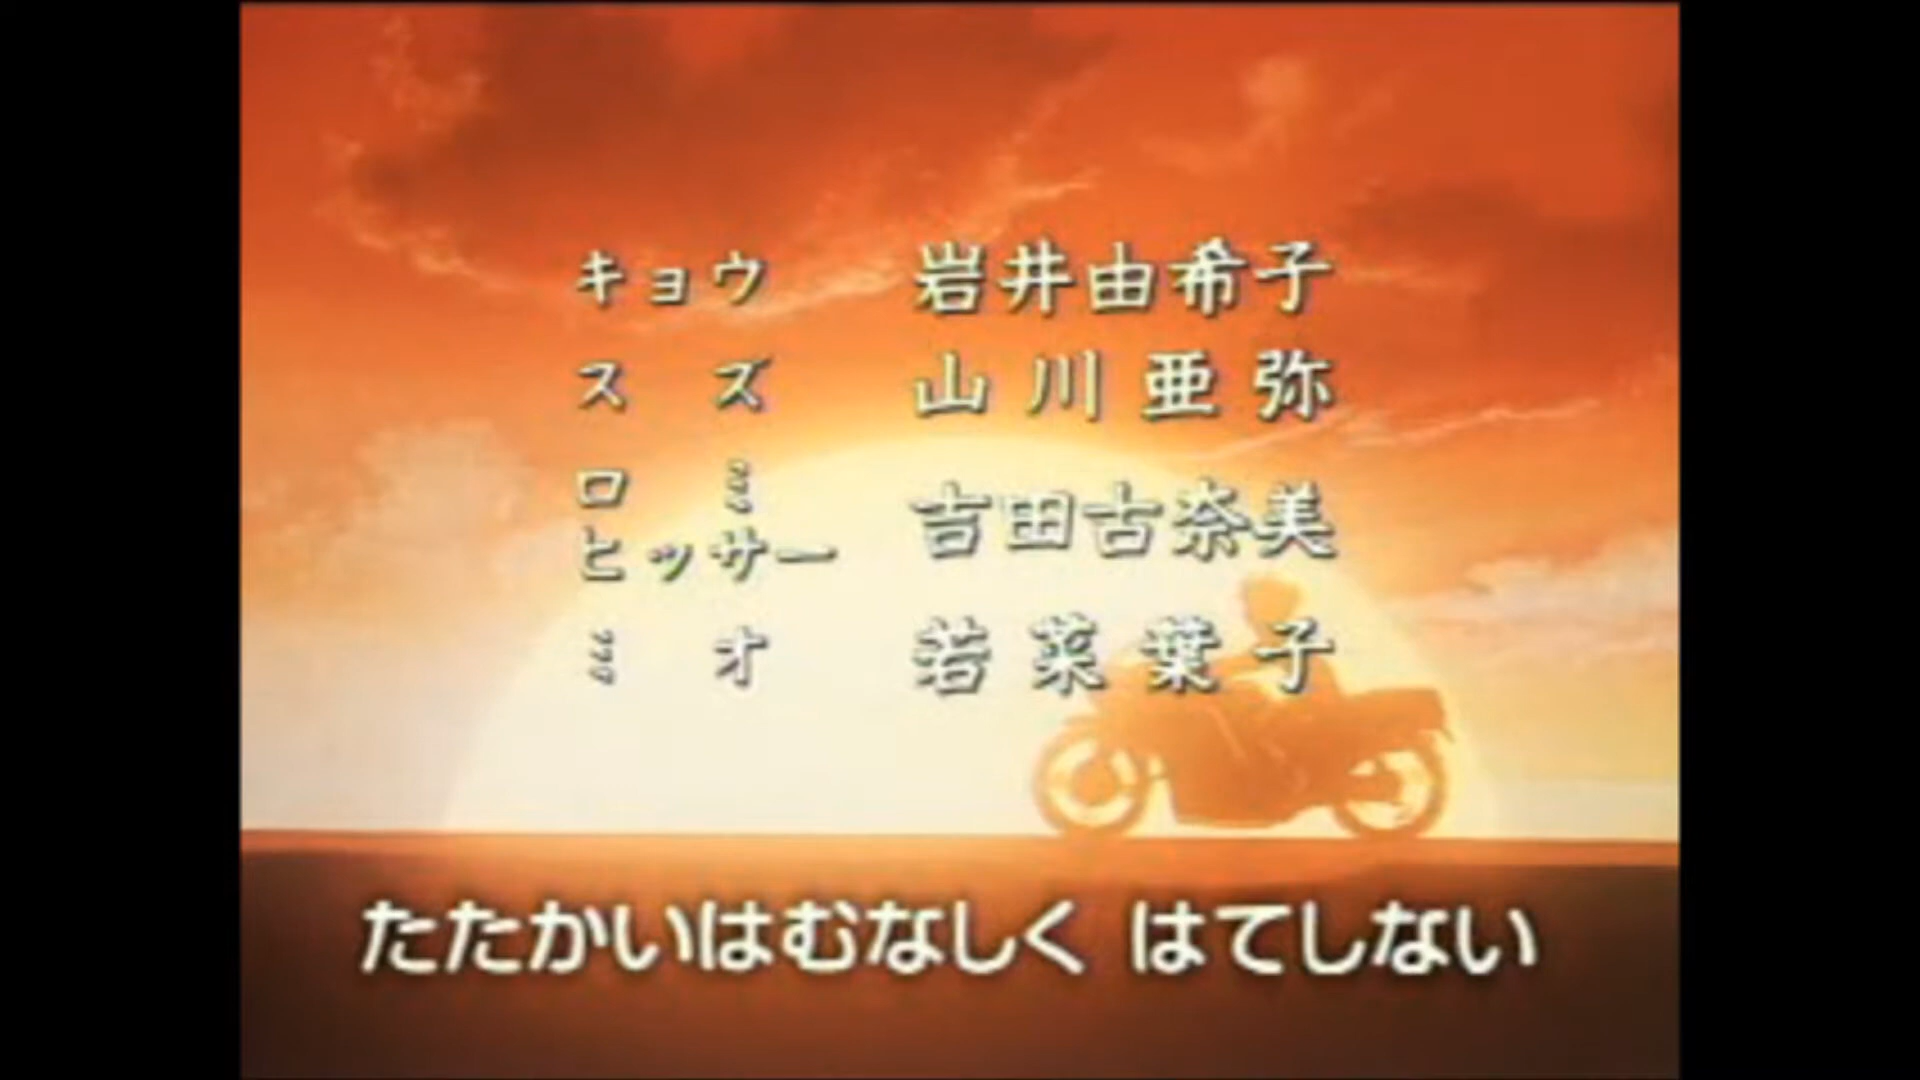 キョウ 岩井由希子
スズ 山川亜弥
ロミ
ヒッサー 吉田古奈美
ミオ 若菜葉子
たたかいはむなしく はてしない